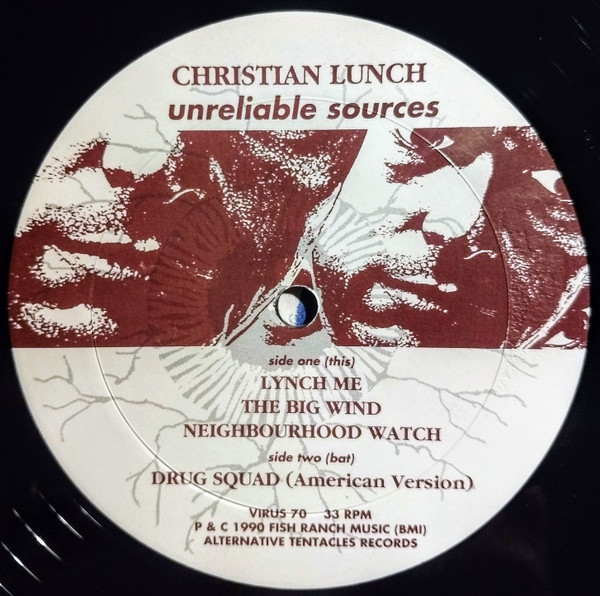 CHRISTIAN LUNCH
unreliable sources
side one (this)
LYNCH ME
THE BIG WIND
NEIGHBOURHOOD WATCH
side two (bat)
DRUG SQUAD (American Version)
VIRUS 70 33 RPM
P & C 1990 FISH RANCH MUSIC (BMI)
ALTERNATIVE TENTACLES RECORDS